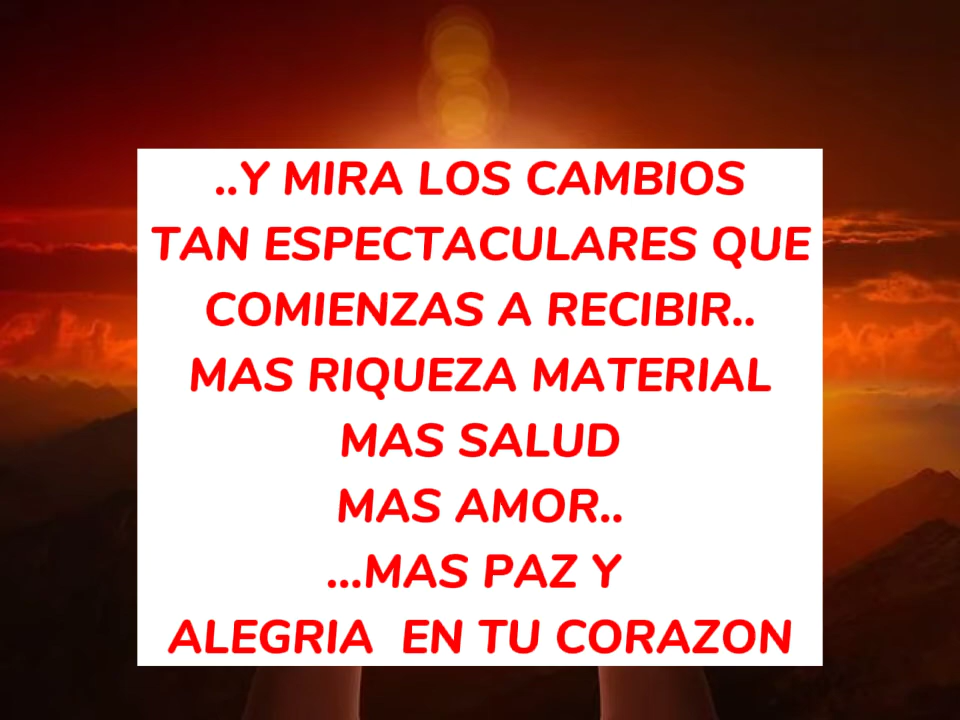 ..Y MIRA LOS CAMBIOS
TAN ESPECTACULARES QUE
COMIENZAS A RECIBIR..
MAS RIQUEZA MATERIAL
MAS SALUD
MAS AMOR..
...MAS PAZ Y
ALEGRIA EN TU CORAZON